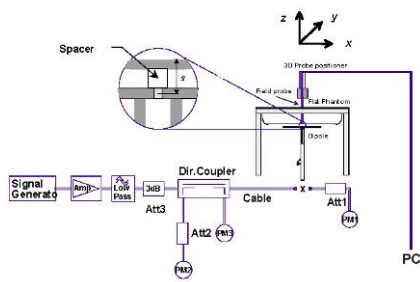 z
y
x
3D Probe positioner
Spacer
s
Field probe
Flat Phantom
Dipole
Dir.Coupler
Signal
Generato
Amp
Low
Pass
3dB
Cable
x
Att1
Att3
Att2
PM3
PM1
PM2
PC